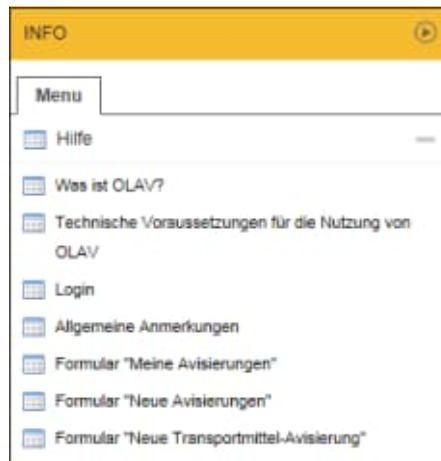 INFO
Menu
Hilfe
Was ist OLAV?
Technische Voraussetzungen für die Nutzung von
OLAV
Login
Allgemeine Anmerkungen
Formular "Meine Avisierungen"
Formular "Neue Avisierungen"
Formular "Neue Transportmittel-Avisierung"